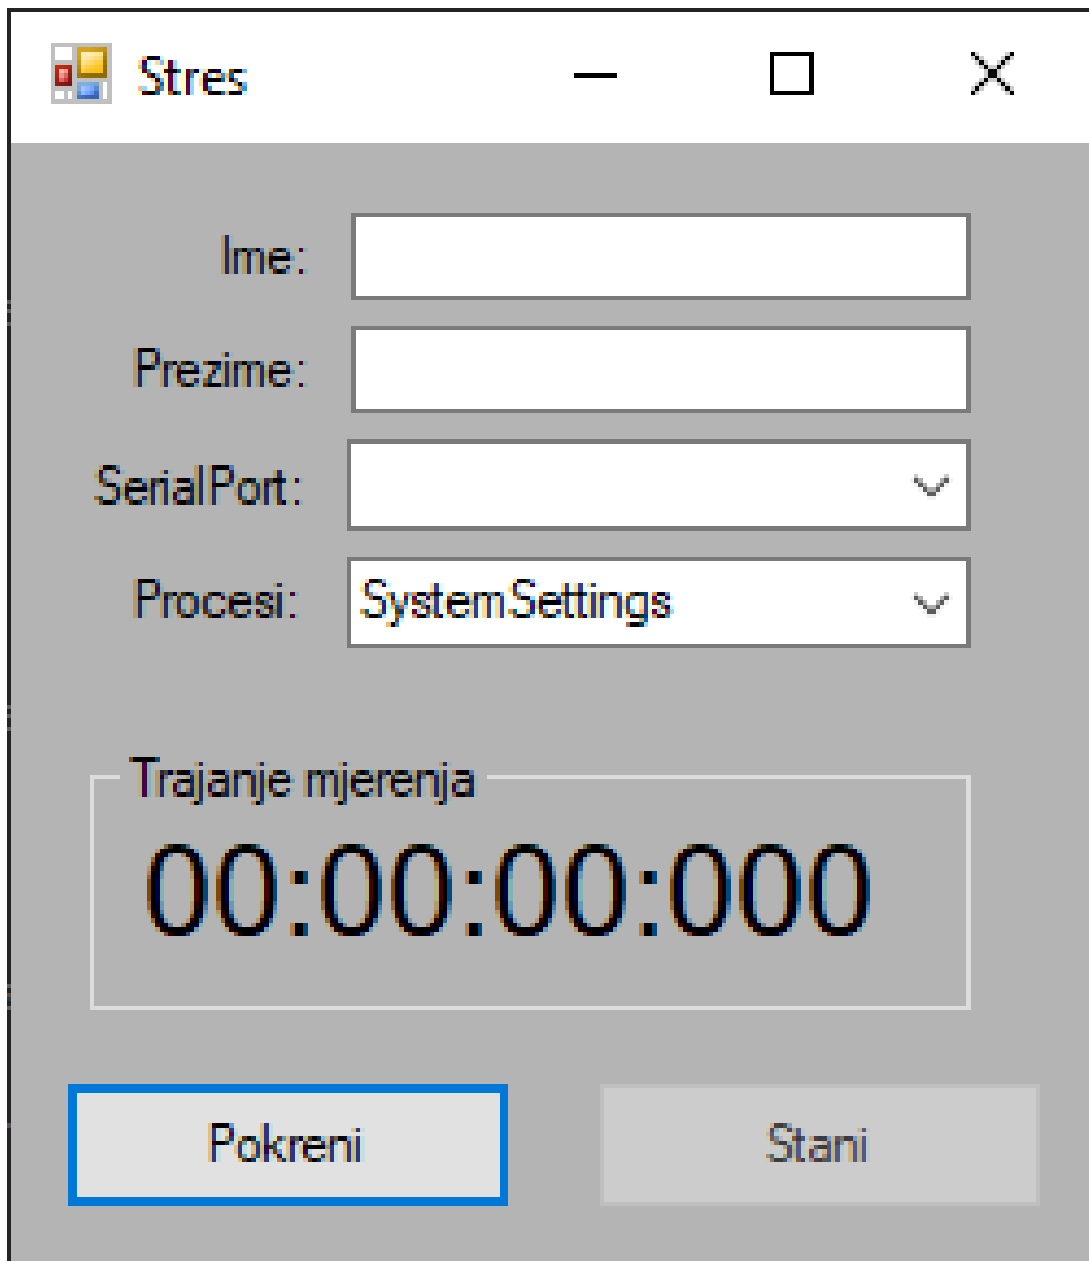 Stres
Ime:
Prezime:
SerialPort:
Procesi: SystemSettings
Trajanje mjerenja
00:00:00:000
Pokreni Stani